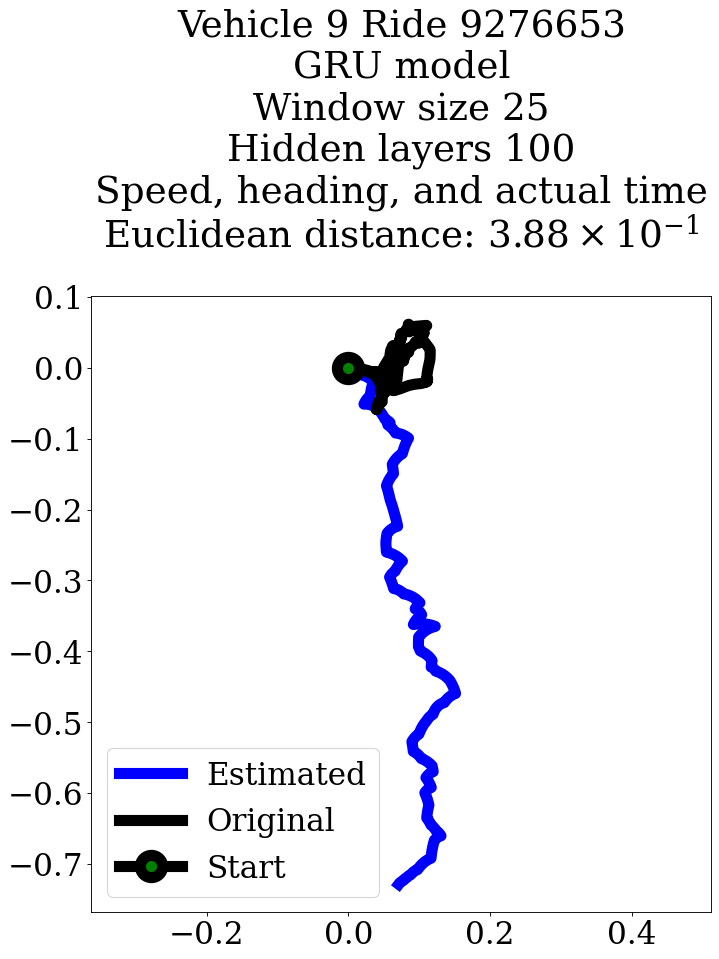 Vehicle 9 Ride 9276653
GRU model
Window size 25
Hidden layers 100
Speed, heading, and actual time
Euclidean distance: 3.88 × 10⁻¹
0.1
0.0
−0.1
−0.2
−0.3
−0.4
−0.5
−0.6
−0.7
Estimated
Original
Start
−0.2
0.0
0.2
0.4